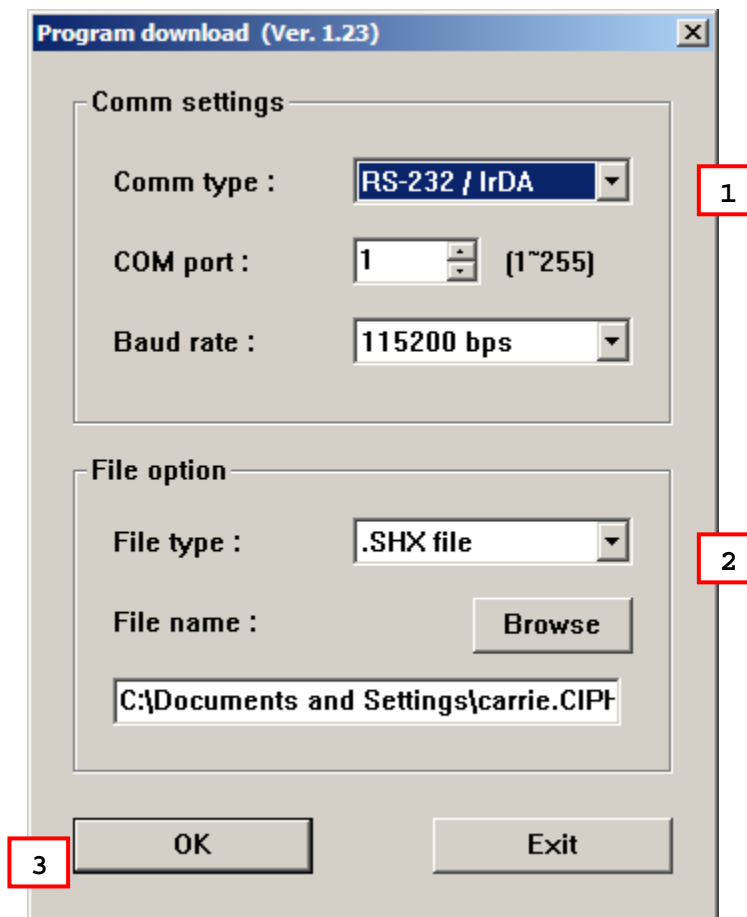 Program download (Ver. 1.23)
Comm settings
Comm type : RS-232 / IrDA
1
COM port : 1 (1~255)
Baud rate : 115200 bps
File option
File type : .SHX file
2
File name : Browse
C:\Documents and Settings\carrie.CIPH
OK Exit
3